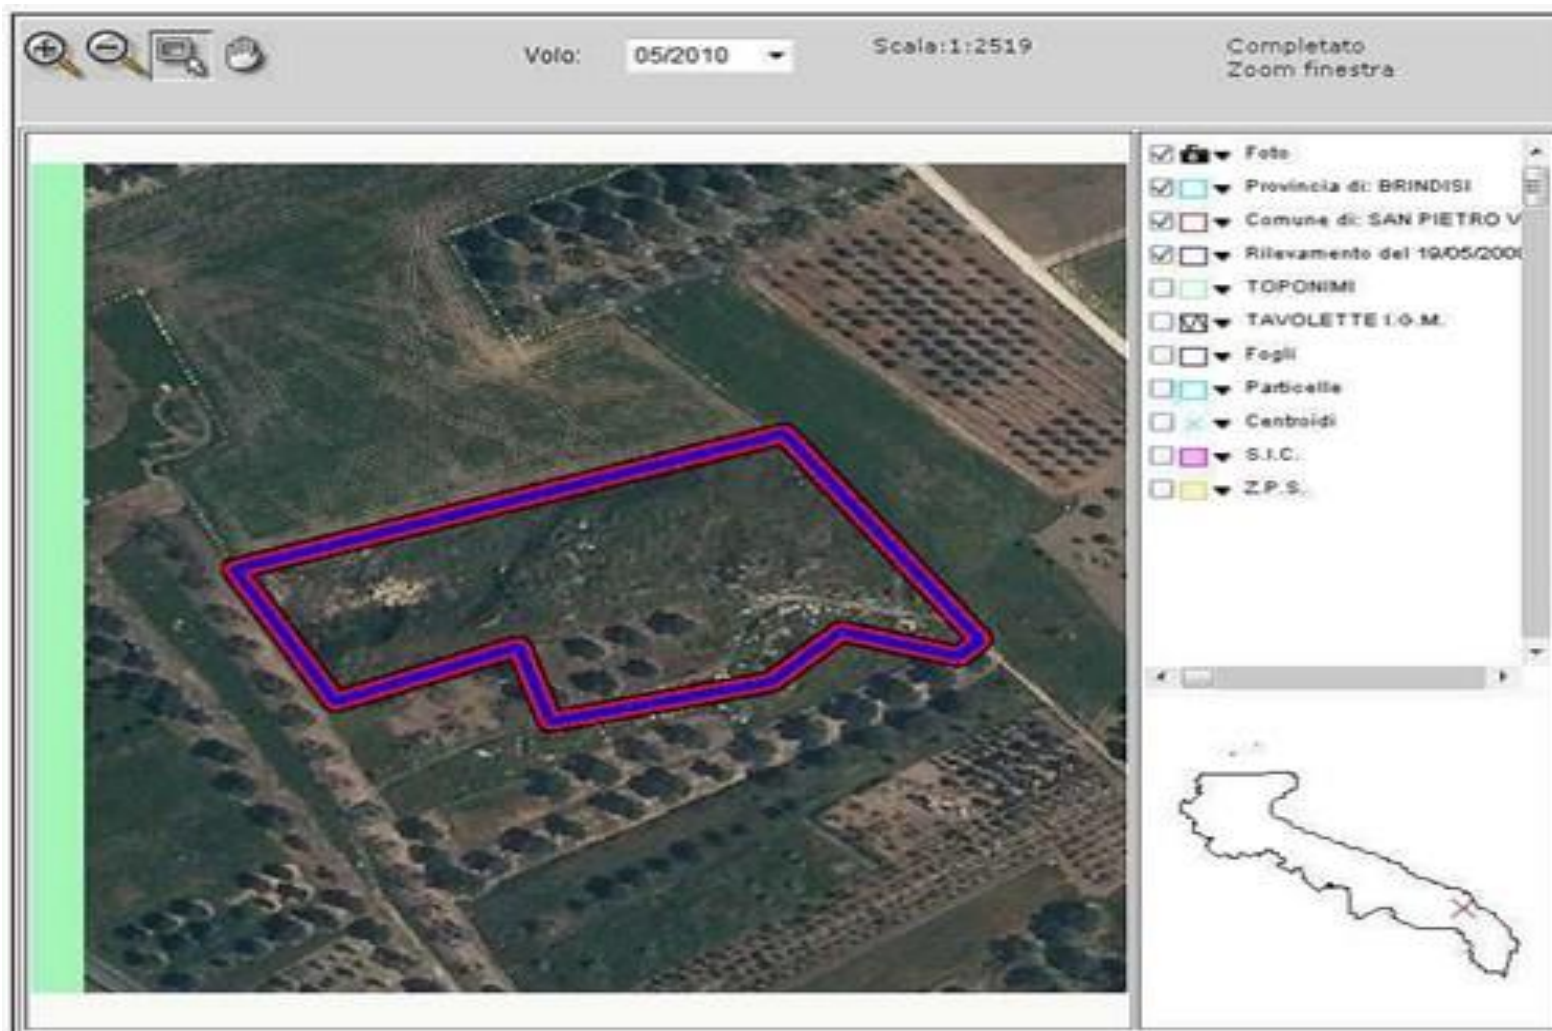 Volo:
05/2010
Scala:1:2519
Completato
Zoom finestra
Foto
Provincia di: BRINDISI
Comune di: SAN PIETRO V
Rilevamento del 19/05/200
TOPONIMI
TAVOLETTE I.G.M.
Fogli
Particelle
Centroidi
S.I.C.
Z.P.S.